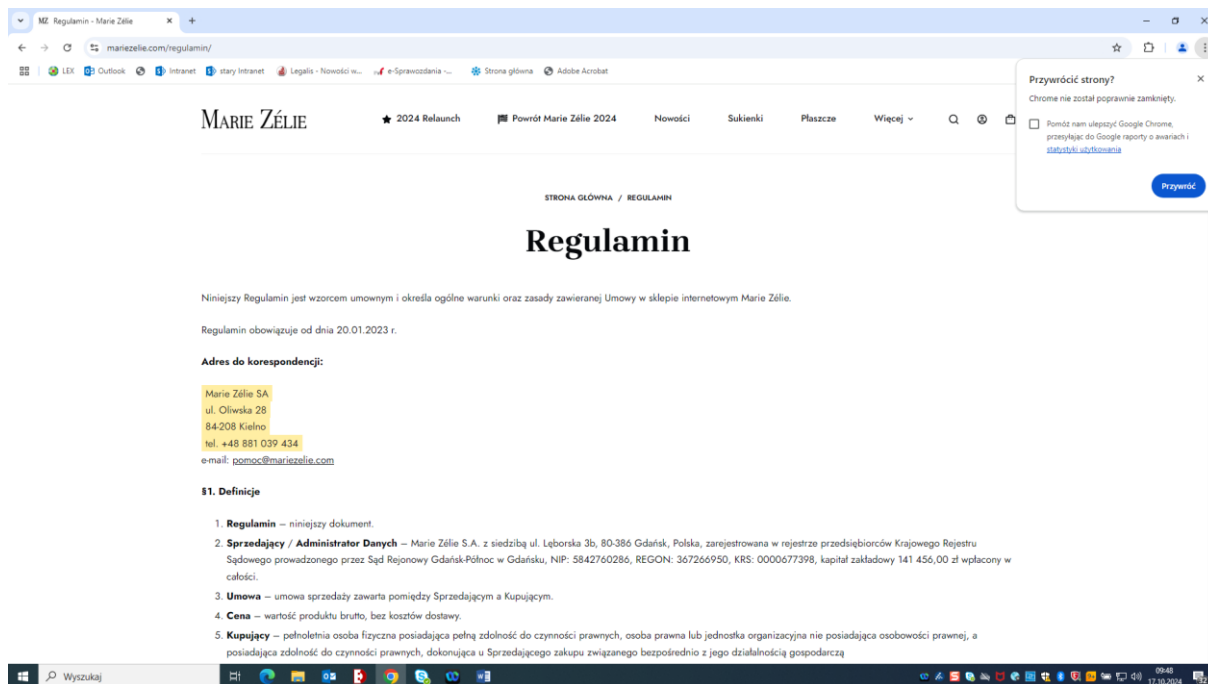 MZ Regulamin - Marie Zélie
mariezelie.com/regulamin/
LEX Outlook Intranet stary Intranet Legalis - Nowości w... e-Sprawozdania -... Strona główna Adobe Acrobat
Przywrócić strony?
Chrome nie został poprawnie zamknięty.
Pomóż nam ulepszyć Google Chrome,
przesyłając do Google raporty o awariach i
statystyki użytkowania
Przywróć
MARIE ZÉLIE
2024 Relaunch Powrót Marie Zélie 2024 Nowości Sukienki Płaszcze Więcej
STRONA GŁÓWNA / REGULAMIN
Regulamin
Niniejszy Regulamin jest wzorcem umownym i określa ogólne warunki oraz zasady zawieranej Umowy w sklepie internetowym Marie Zélie.
Regulamin obowiązuje od dnia 20.01.2023 r.
Adres do korespondencji:
Marie Zélie SA
ul. Oliwska 28
84-208 Kielno
tel. +48 881 039 434
e-mail: pomoc@mariezelie.com
§1. Definicje
1. Regulamin – niniejszy dokument.
2. Sprzedający / Administrator Danych – Marie Zélie S.A. z siedzibą ul. Lęborska 3b, 80-386 Gdańsk, Polska, zarejestrowana w rejestrze przedsiębiorców Krajowego Rejestru
Sądowego prowadzonego przez Sąd Rejonowy Gdańsk-Północ w Gdańsku, NIP: 5842760286, REGON: 367266950, KRS: 0000677398, kapitał zakładowy 141 456,00 zł wpłacony w
całości.
3. Umowa – umowa sprzedaży zawarta pomiędzy Sprzedającym a Kupującym.
4. Cena – wartość produktu brutto, bez kosztów dostawy.
5. Kupujący – pełnoletnia osoba fizyczna posiadająca pełną zdolność do czynności prawnych, osoba prawna lub jednostka organizacyjna nie posiadająca osobowości prawnej, a
posiadająca zdolność do czynności prawnych, dokonująca u Sprzedającego zakupu związanego bezpośrednio z jego działalnością gospodarczą
Wyszukaj
09:48
17.10.2024
32